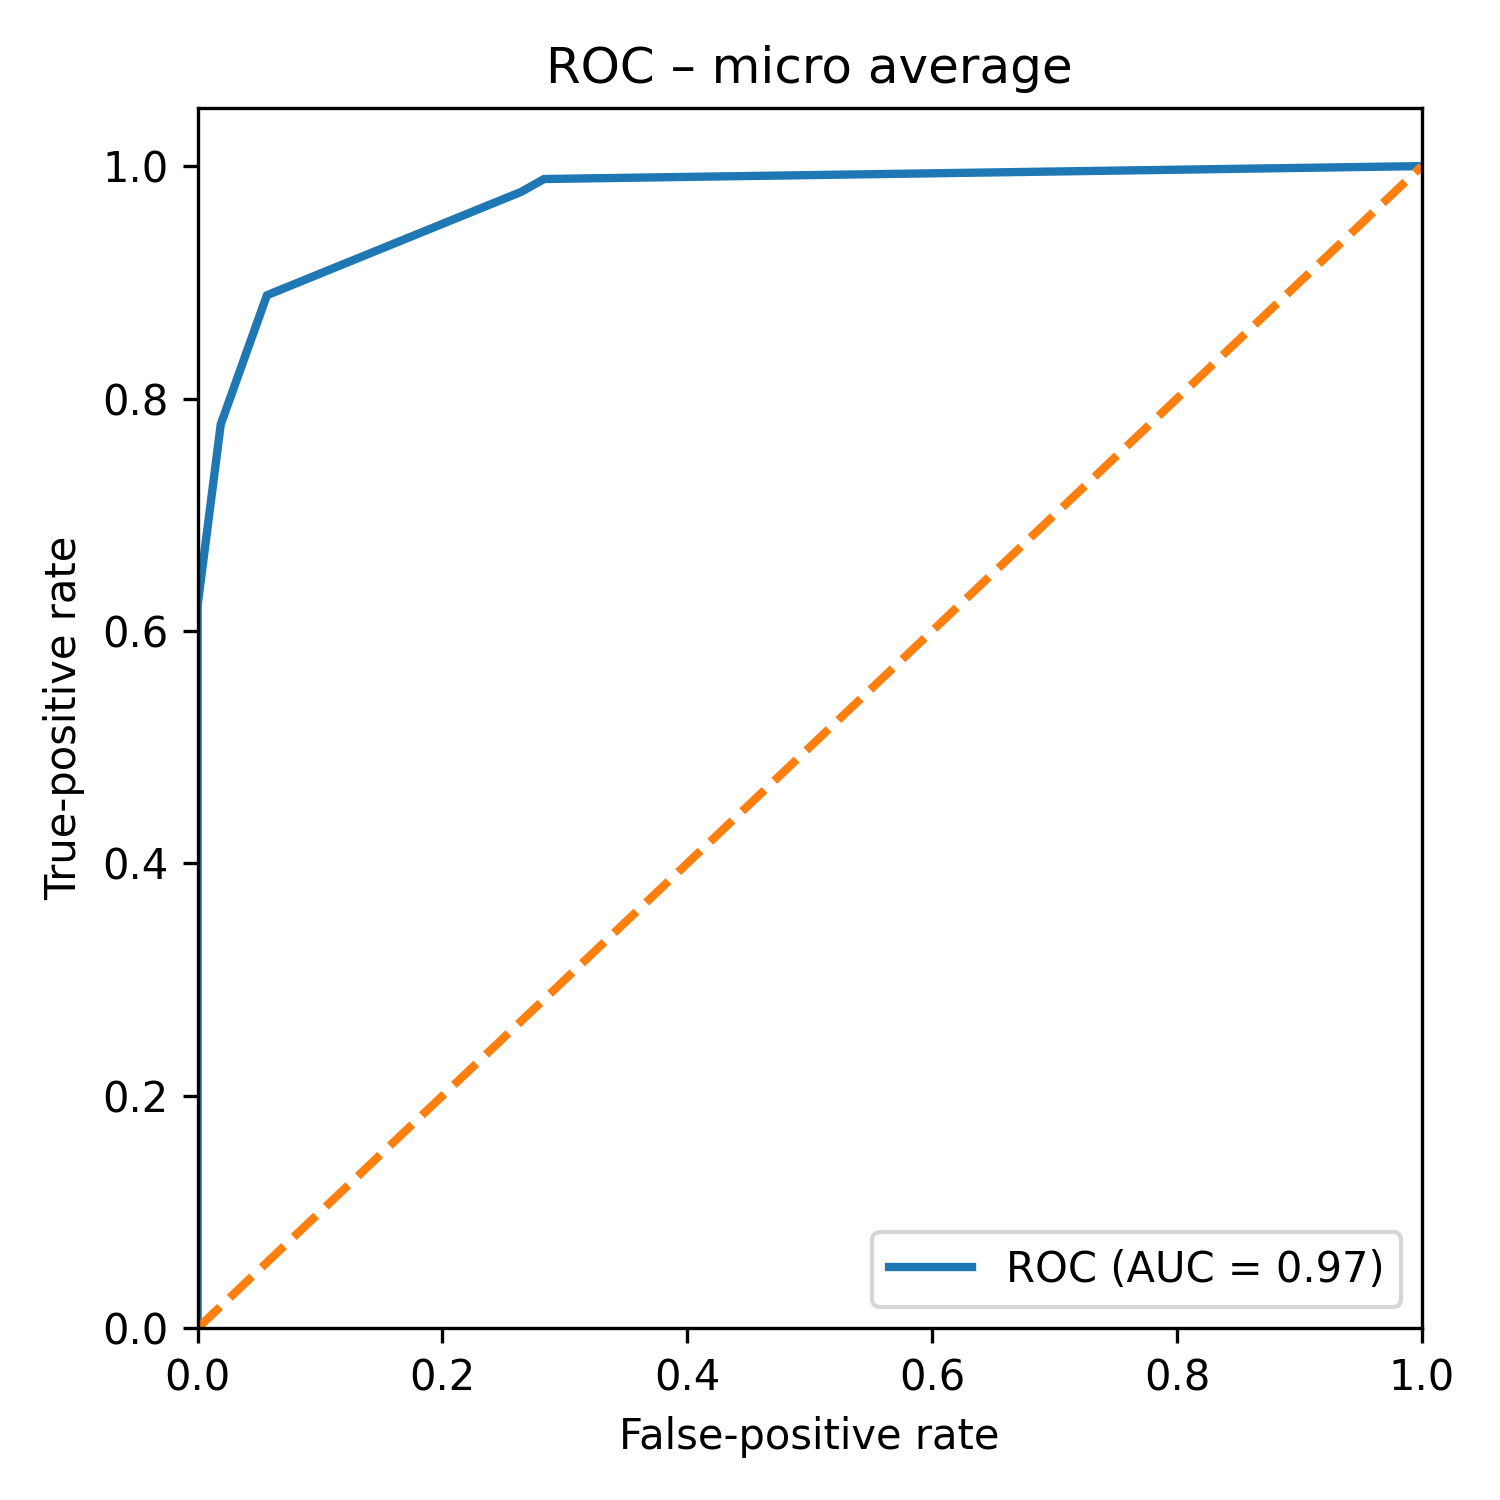 ROC – micro average
1.0
0.8
0.6
0.4
0.2
0.0
True-positive rate
0.0 0.2 0.4 0.6 0.8 1.0
False-positive rate
ROC (AUC = 0.97)